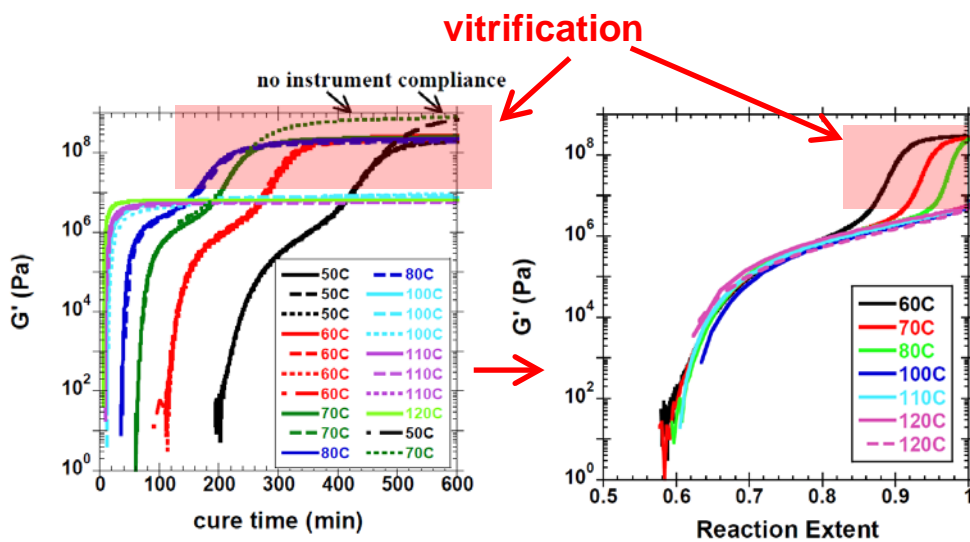 vitrification
no instrument compliance
G' (Pa)
10^8
10^6
10^4
10^2
10^0
50C
50C
50C
60C
60C
60C
60C
70C
70C
80C
80C
100C
100C
100C
110C
110C
110C
120C
50C
70C
0 100 200 300 400 500 600
cure time (min)
G' (Pa)
10^8
10^6
10^4
10^2
10^0
60C
70C
80C
100C
110C
120C
120C
0.5 0.6 0.7 0.8 0.9 1
Reaction Extent